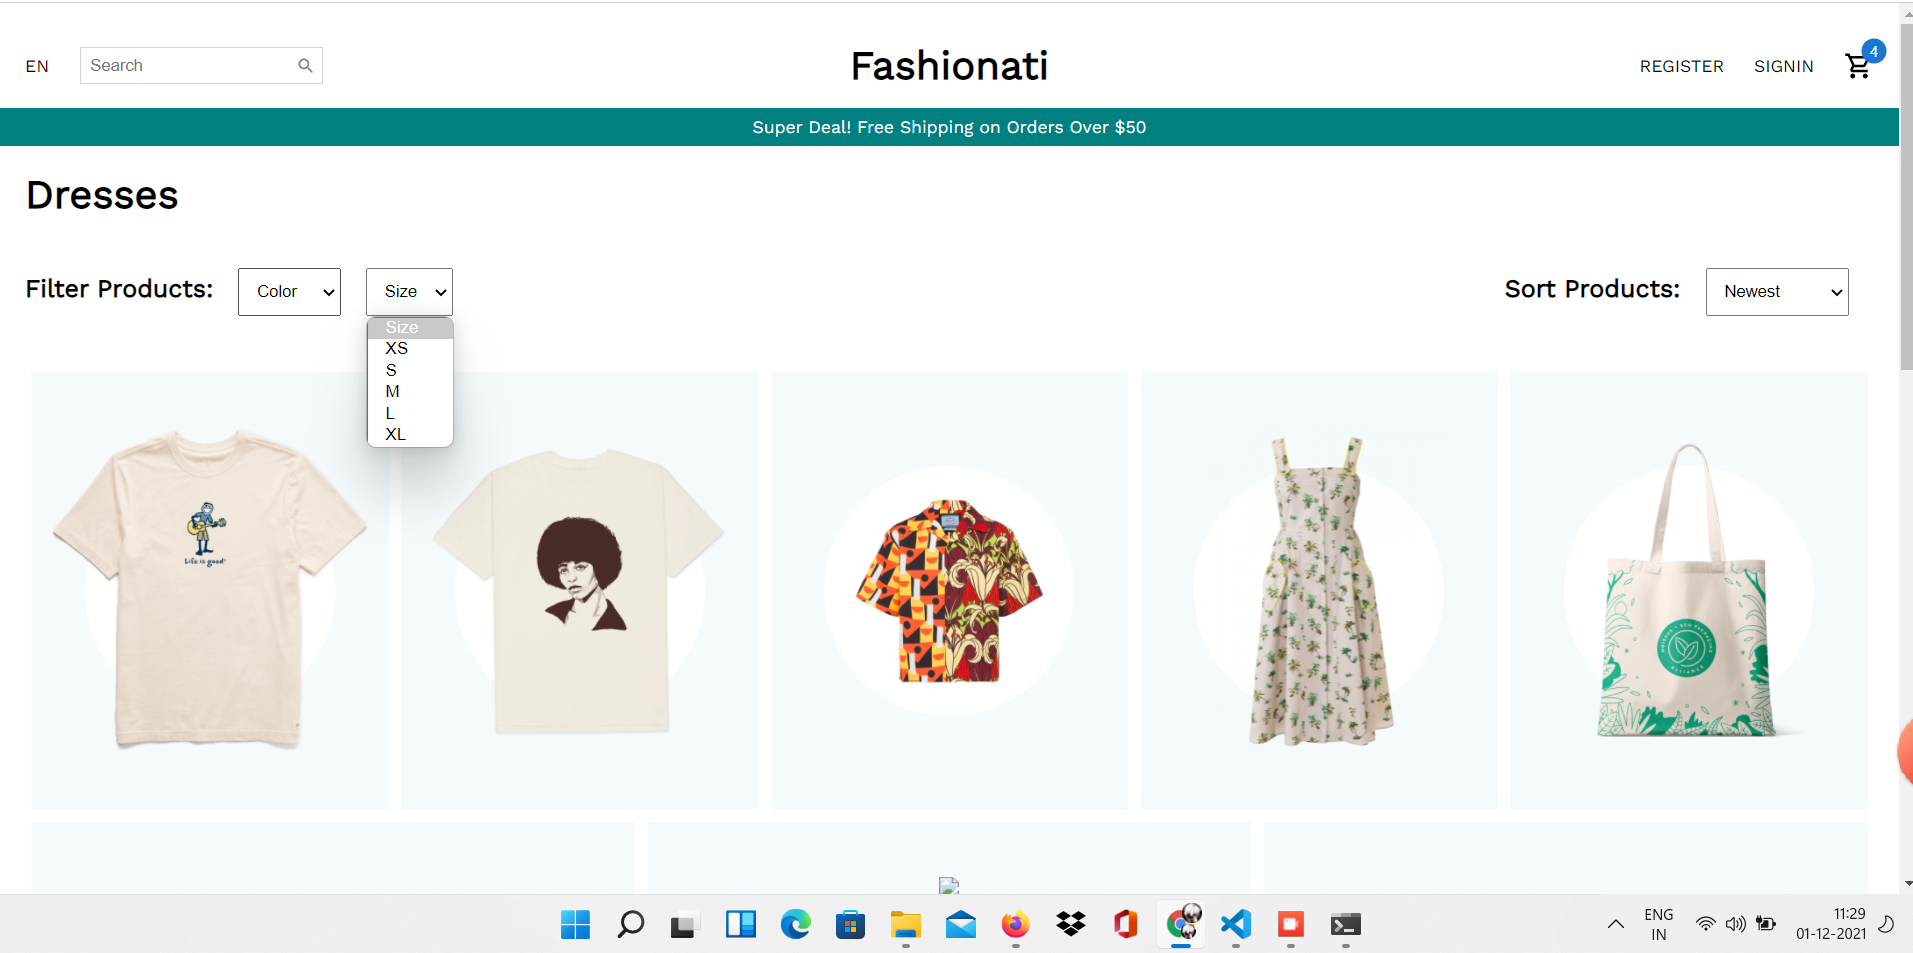 EN
Search
Fashionati
REGISTER
SIGNIN
4
Super Deal! Free Shipping on Orders Over $50
Dresses
Filter Products:
Color
Size
Sort Products:
Newest
Size
XS
S
M
L
XL
Life is good!
ALLIANCE
ENG
IN
11:29
01-12-2021